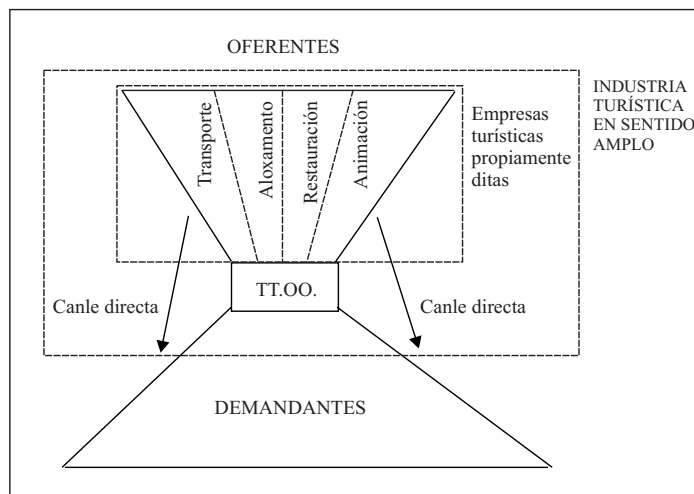 OFERENTES
INDUSTRIA
TURÍSTICA
EN SENTIDO
AMPLO
Transporte
Aloxamento
Restauración
Animación
Empresas
turísticas
propiamente
ditas
TT.OO.
Canle directa
Canle directa
DEMANDANTES